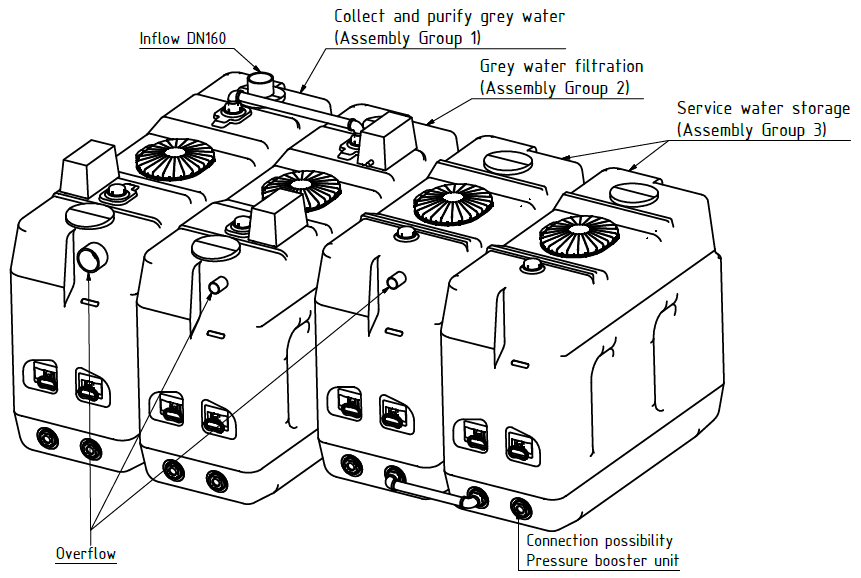 Collect and purify grey water
(Assembly Group 1)
Inflow DN160
Grey water filtration
(Assembly Group 2)
Service water storage
(Assembly Group 3)
Overflow
Connection possibility
Pressure booster unit